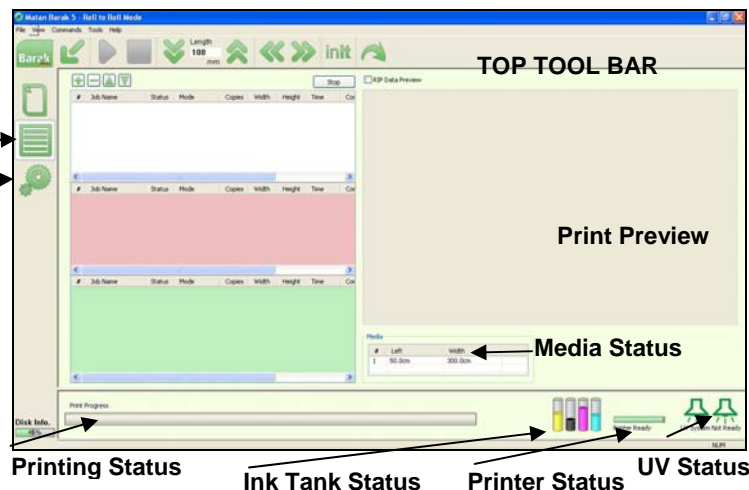 Matan Barak 5 - Roll to Roll Mode
File View Commands Tools Help
Barak
Length
100
mm
init
TOP TOOL BAR
Stop
RIP Data Preview
# Job Name Status Mode Copies Width Height Time Co
# Job Name Status Mode Copies Width Height Time Co
# Job Name Status Mode Copies Width Height Time Co
Print Preview
Media
# Left Width
1 50.0cm 300.0cm
Media Status
Print Progress
Disk Info.
Printer Ready
UV System Not Ready
NUM
Printing Status
Ink Tank Status
Printer Status
UV Status